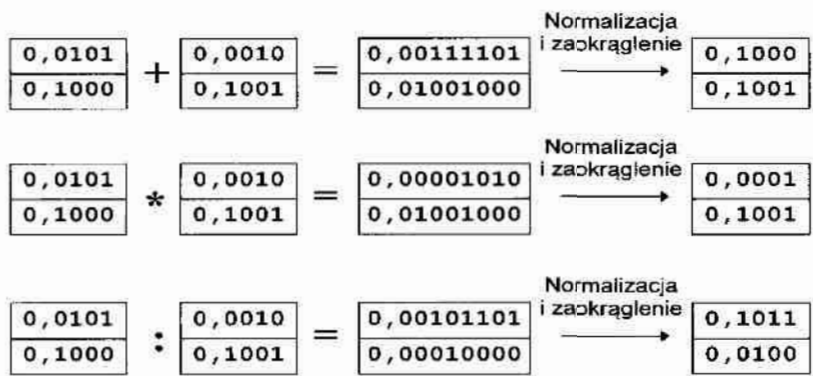 Normalizacja
i zaokrąglenie
0,0101 + 0,0010 = 0,00111101 0,1000
0,1000 0,1001 0,01001000 0,1001
Normalizacja
i zaokrąglenie
0,0101 * 0,0010 = 0,00001010 0,0001
0,1000 0,1001 0,01001000 0,1001
Normalizacja
i zaokrąglenie
0,0101 : 0,0010 = 0,00101101 0,1011
0,1000 0,1001 0,00010000 0,0100